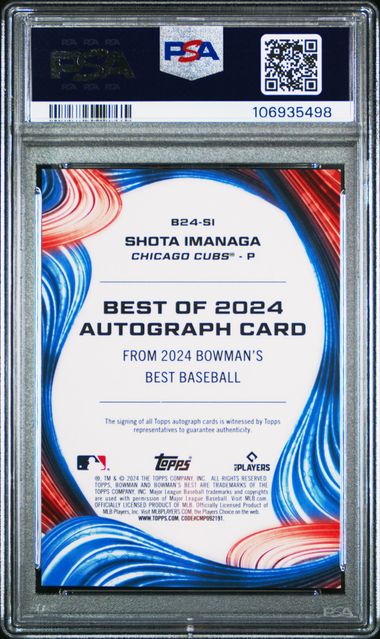 PSA
PSA
106935498
B24-SI
SHOTA IMANAGA
CHICAGO CUBS® - P
BEST OF 2024
AUTOGRAPH CARD
FROM 2024 BOWMAN'S
BEST BASEBALL
The signing of all Topps autograph cards is witnessed by Topps
representatives to guarantee authenticity.
Topps
PLAYERS
®, TM & © 2024 THE TOPPS COMPANY, INC. ALL RIGHTS RESERVED.
TOPPS, BOWMAN AND BOWMAN'S BEST ARE TRADEMARKS OF THE
TOPPS COMPANY, INC. Major League Baseball trademarks and copyrights
are used with permission of Major League Baseball. Visit MLB.com.
OFFICIALLY LICENSED PRODUCT OF MLB. Officially Licensed Product of
MLB Players, Inc. Visit MLBPLAYERS.com, the Players Choice on the web.
WWW.TOPPS.COM. CODE#CMP092191.
PSA